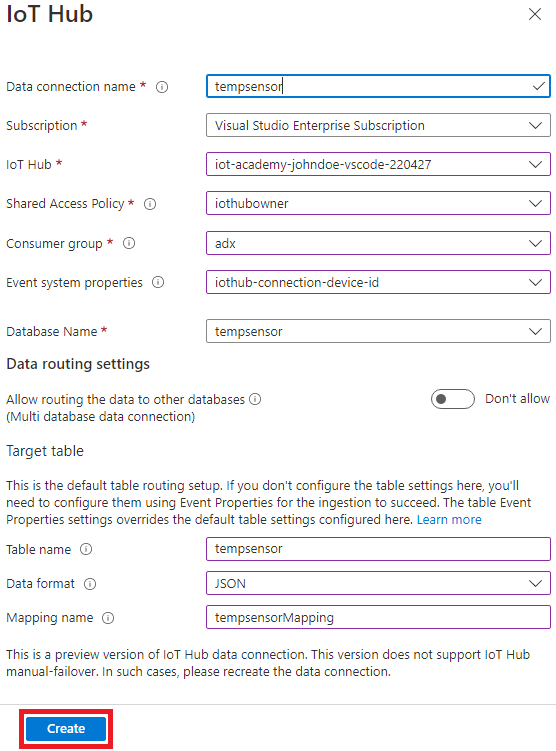 IoT Hub
Data connection name *
tempsensor
Subscription *
Visual Studio Enterprise Subscription
IoT Hub *
iot-academy-johndoe-vscode-220427
Shared Access Policy *
iothubowner
Consumer group *
adx
Event system properties
iothub-connection-device-id
Database Name *
tempsensor
Data routing settings
Allow routing the data to other databases
(Multi database data connection)
Don't allow
Target table
This is the default table routing setup. If you don't configure the table settings here, you'll
need to configure them using Event Properties for the ingestion to succeed. The table Event
Properties settings overrides the default table settings configured here. Learn more
Table name
tempsensor
Data format
JSON
Mapping name
tempsensorMapping
This is a preview version of IoT Hub data connection. This version does not support IoT Hub
manual-failover. In such cases, please recreate the data connection.
Create